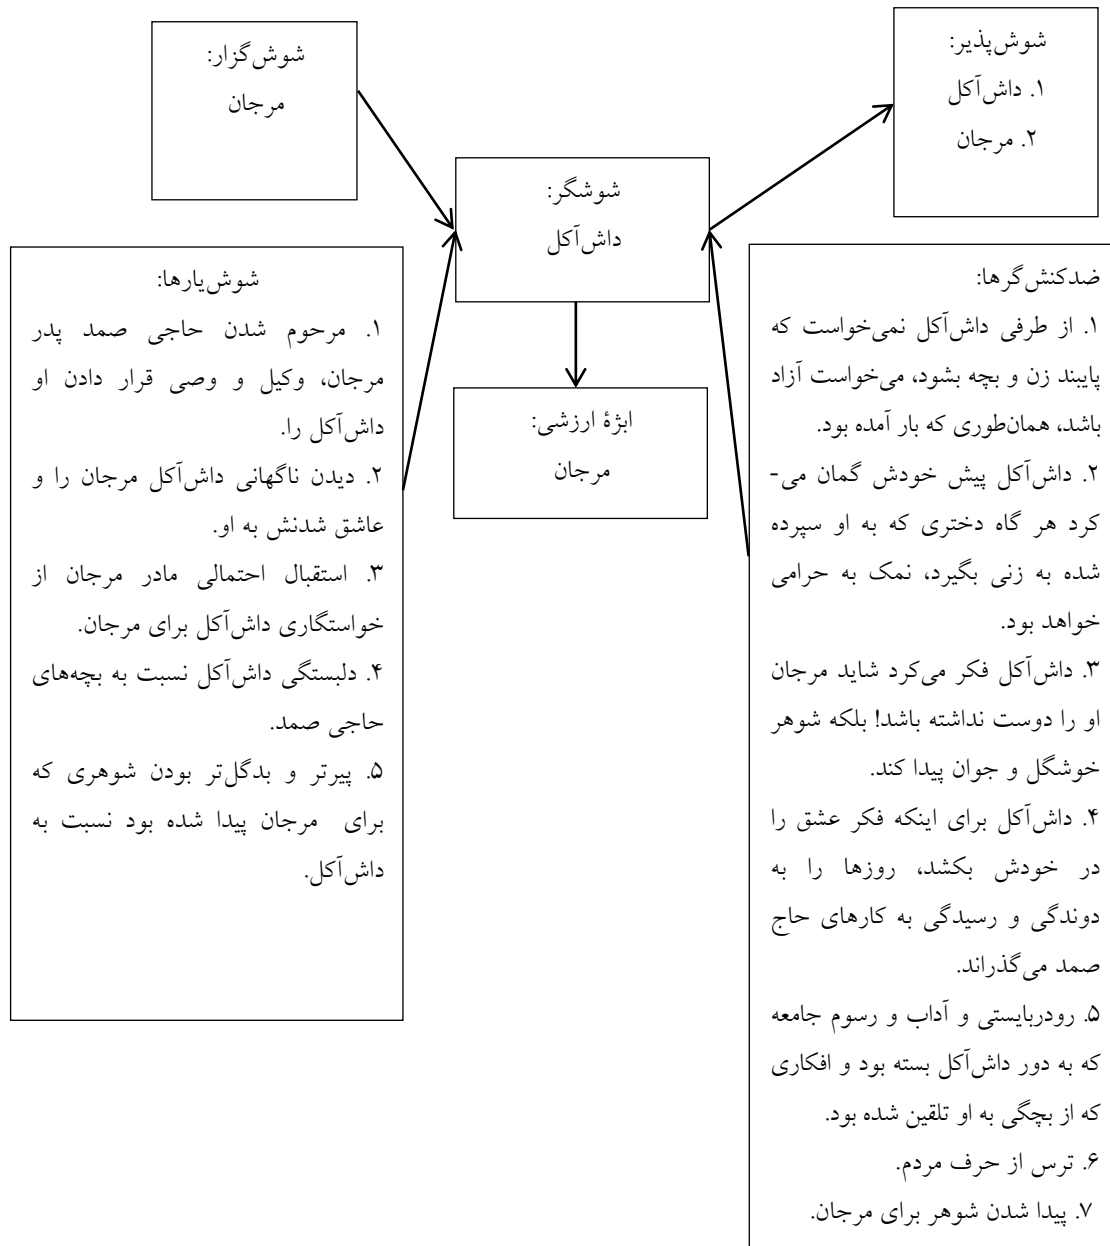 شوش‌پذیر:
۱. داش‌آکل
۲. مرجان
شوش‌گزار:
مرجان
شوشگر:
داش‌آکل
ابژهٔ ارزشی:
مرجان
ضدکنش‌گرها:
۱. از طرفی داش‌آکل نمی‌خواست که
پایبند زن و بچه بشود، می‌خواست آزاد
باشد، همان‌طوری که بار آمده بود.
۲. داش‌آکل پیش خودش گمان می-
کرد هر گاه دختری که به او سپرده
شده به زنی بگیرد، نمک به حرامی
خواهد بود.
۳. داش‌آکل فکر می‌کرد شاید مرجان
او را دوست نداشته باشد! بلکه شوهر
خوشگل و جوان پیدا کند.
۴. داش‌آکل برای اینکه فکر عشق را
در خودش بکشد، روزها را به
دوندگی و رسیدگی به کارهای حاج
صمد می‌گذراند.
۵. رودربایستی و آداب و رسوم جامعه
که به دور داش‌آکل بسته بود و افکاری
که از بچگی به او تلقین شده بود.
۶. ترس از حرف مردم.
۷. پیدا شدن شوهر برای مرجان.
شوش‌یارها:
۱. مرحوم شدن حاجی صمد پدر
مرجان، وکیل و وصی قرار دادن او
داش‌آکل را.
۲. دیدن ناگهانی داش‌آکل مرجان را و
عاشق شدنش به او.
۳. استقبال احتمالی مادر مرجان از
خواستگاری داش‌آکل برای مرجان.
۴. دلبستگی داش‌آکل نسبت به بچه‌های
حاجی صمد.
۵. پیرتر و بدگل‌تر بودن شوهری که
برای مرجان پیدا شده بود نسبت به
داش‌آکل.